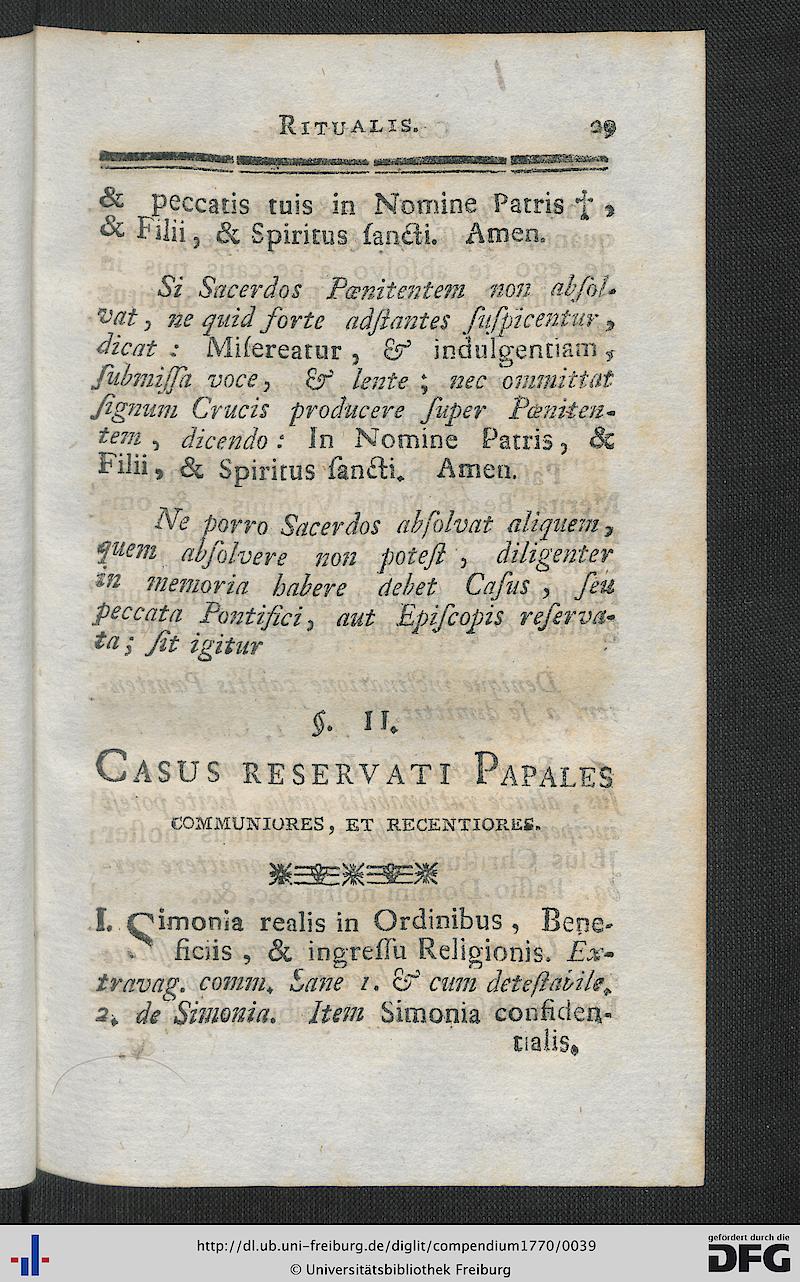 RITUALIS. 29
& peccatis tuis in Nomine Patris †,
& Filii, & Spiritus ſancti. Amen.
Si Sacerdos Pœnitentem non abſol-
vat, ne quid forte adſtantes ſuſpicentur,
dicat : Miſereatur, & indulgentiam,
ſubmiſſa voce, & lente ; nec ommittat
ſignum Crucis producere ſuper Pœniten-
tem, dicendo : In Nomine Patris, &
Filii, & Spiritus ſancti. Amen.
Ne porro Sacerdos abſolvat aliquem,
quem abſolvere non poteſt, diligenter
in memoria habere debet Caſus, ſeu
peccata Pontifici, aut Epiſcopis reſerva-
ta; ſit igitur
§. II.
CASUS RESERVATI PAPALES
COMMUNIORES, ET RECENTIORES.
I. Simonia realis in Ordinibus, Bene-
ficiis, & ingreſſu Religionis. Ex-
travag. comm. Sane 1. & cum deteſtabile.
2. de Simonia. Item Simonia confiden-
tialis.
http://dl.ub.uni-freiburg.de/diglit/compendium1770/0039
© Universitätsbibliothek Freiburg
gefördert durch die
DFG